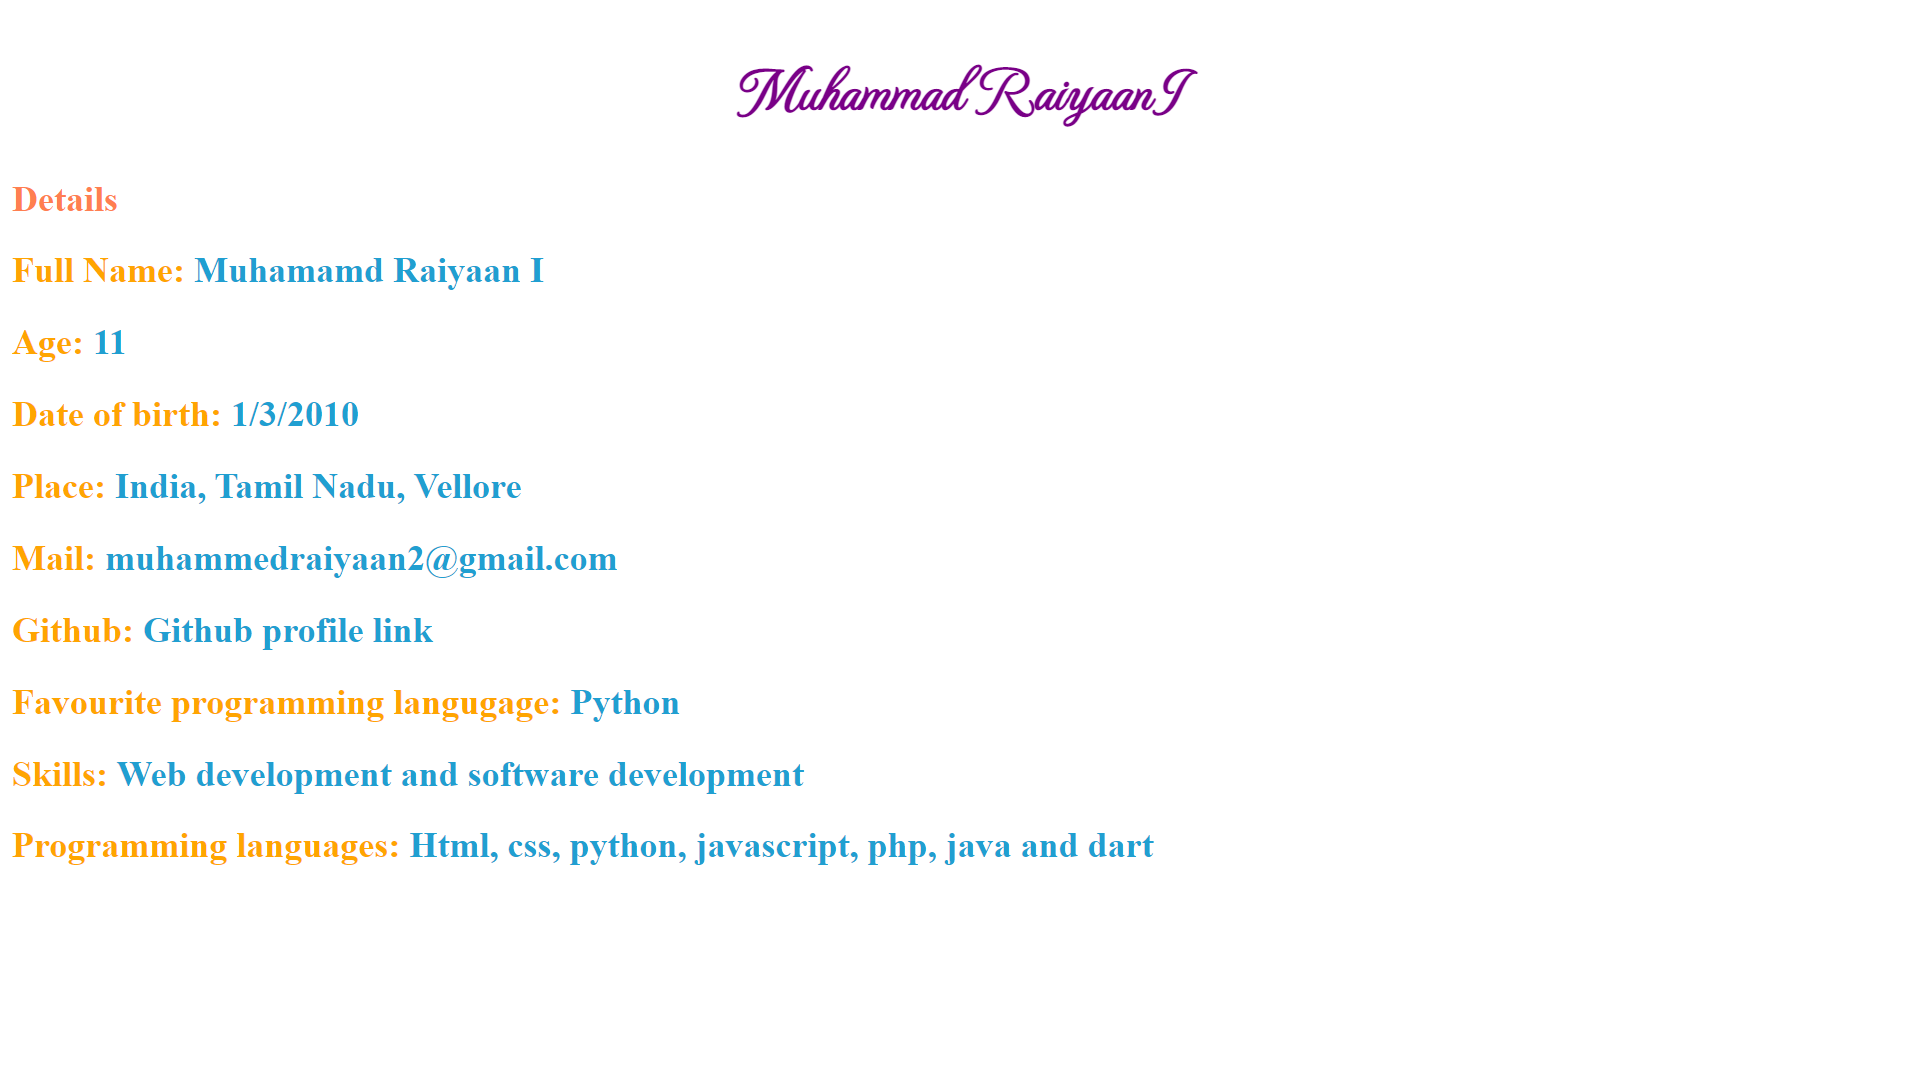 Muhammad Raiyaan I
Details
Full Name: Muhamamd Raiyaan I
Age: 11
Date of birth: 1/3/2010
Place: India, Tamil Nadu, Vellore
Mail: muhammedraiyaan2@gmail.com
Github: Github profile link
Favourite programming langugage: Python
Skills: Web development and software development
Programming languages: Html, css, python, javascript, php, java and dart